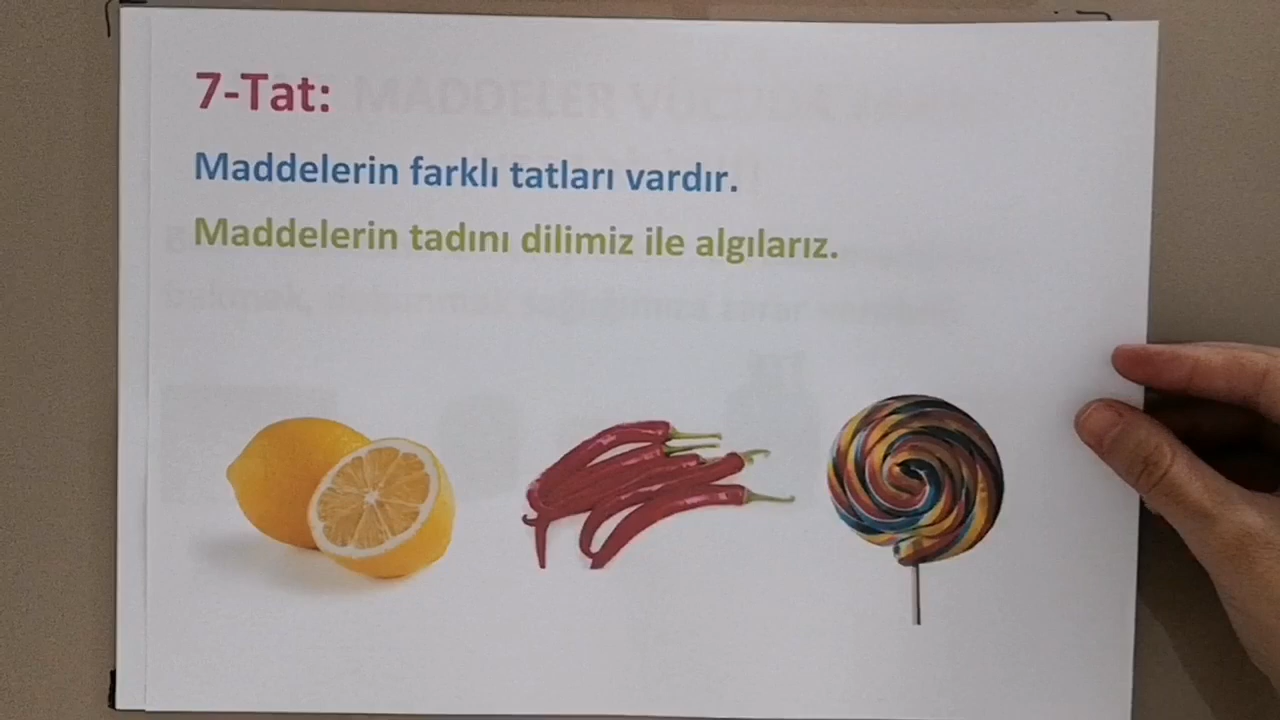 7-Tat:
Maddelerin farklı tatları vardır.
Maddelerin tadını dilimiz ile algılarız.